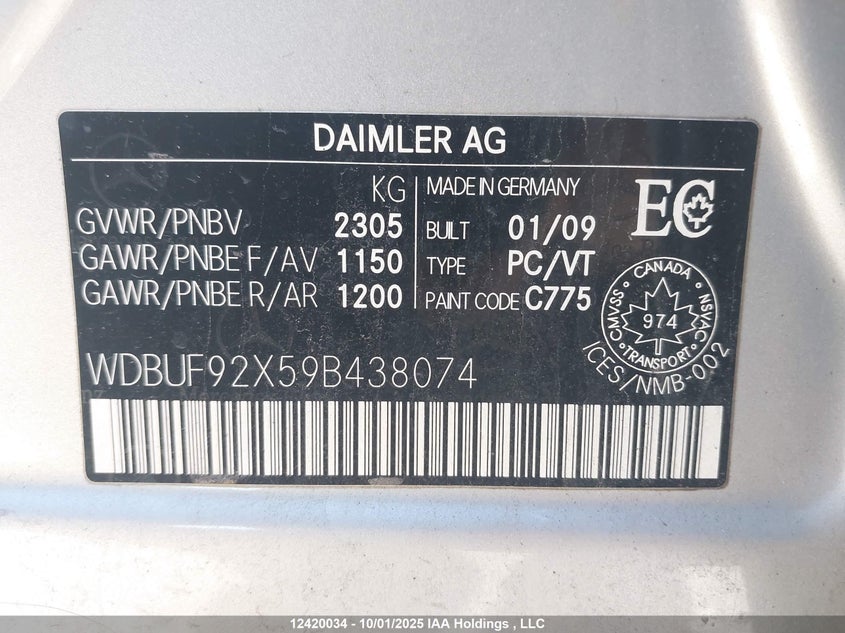 DAIMLER AG
KG
GVWR/PNBV 2305
GAWR/PNBE F/AV 1150
GAWR/PNBE R/AR 1200
MADE IN GERMANY
BUILT 01/09
TYPE PC/VT
PAINT CODE C775
EC
CANADA
CMVSS
NSVAC
974
TRANSPORT
ICES/NMB-002
WDBUF92X59B438074
12420034 - 10/01/2025 IAA Holdings , LLC